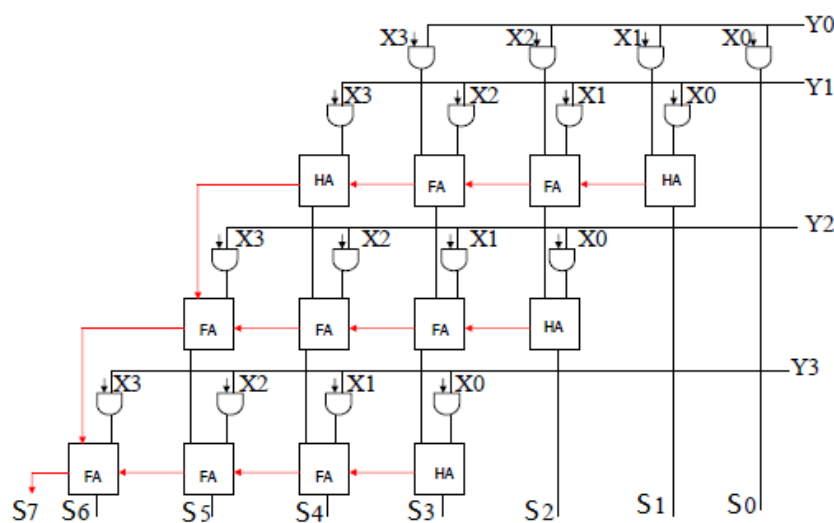 X3 X2 X1 X0 Y0
X3 X2 X1 X0 Y1
HA FA FA HA
X3 X2 X1 X0 Y2
FA FA FA HA
X3 X2 X1 X0 Y3
FA FA FA HA
S7 S6 S5 S4 S3 S2 S1 S0